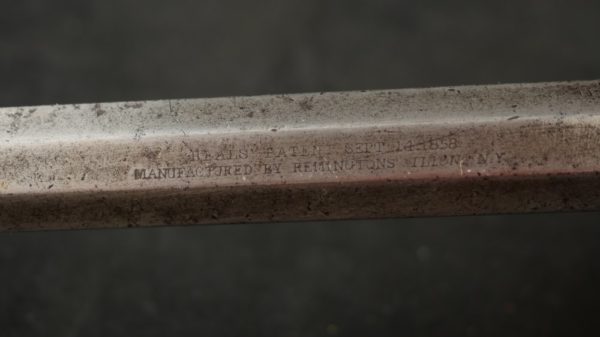 BEALS' PATENT SEPT 14 1858
MANUFACTURED BY REMINGTONS ILION, N.Y.